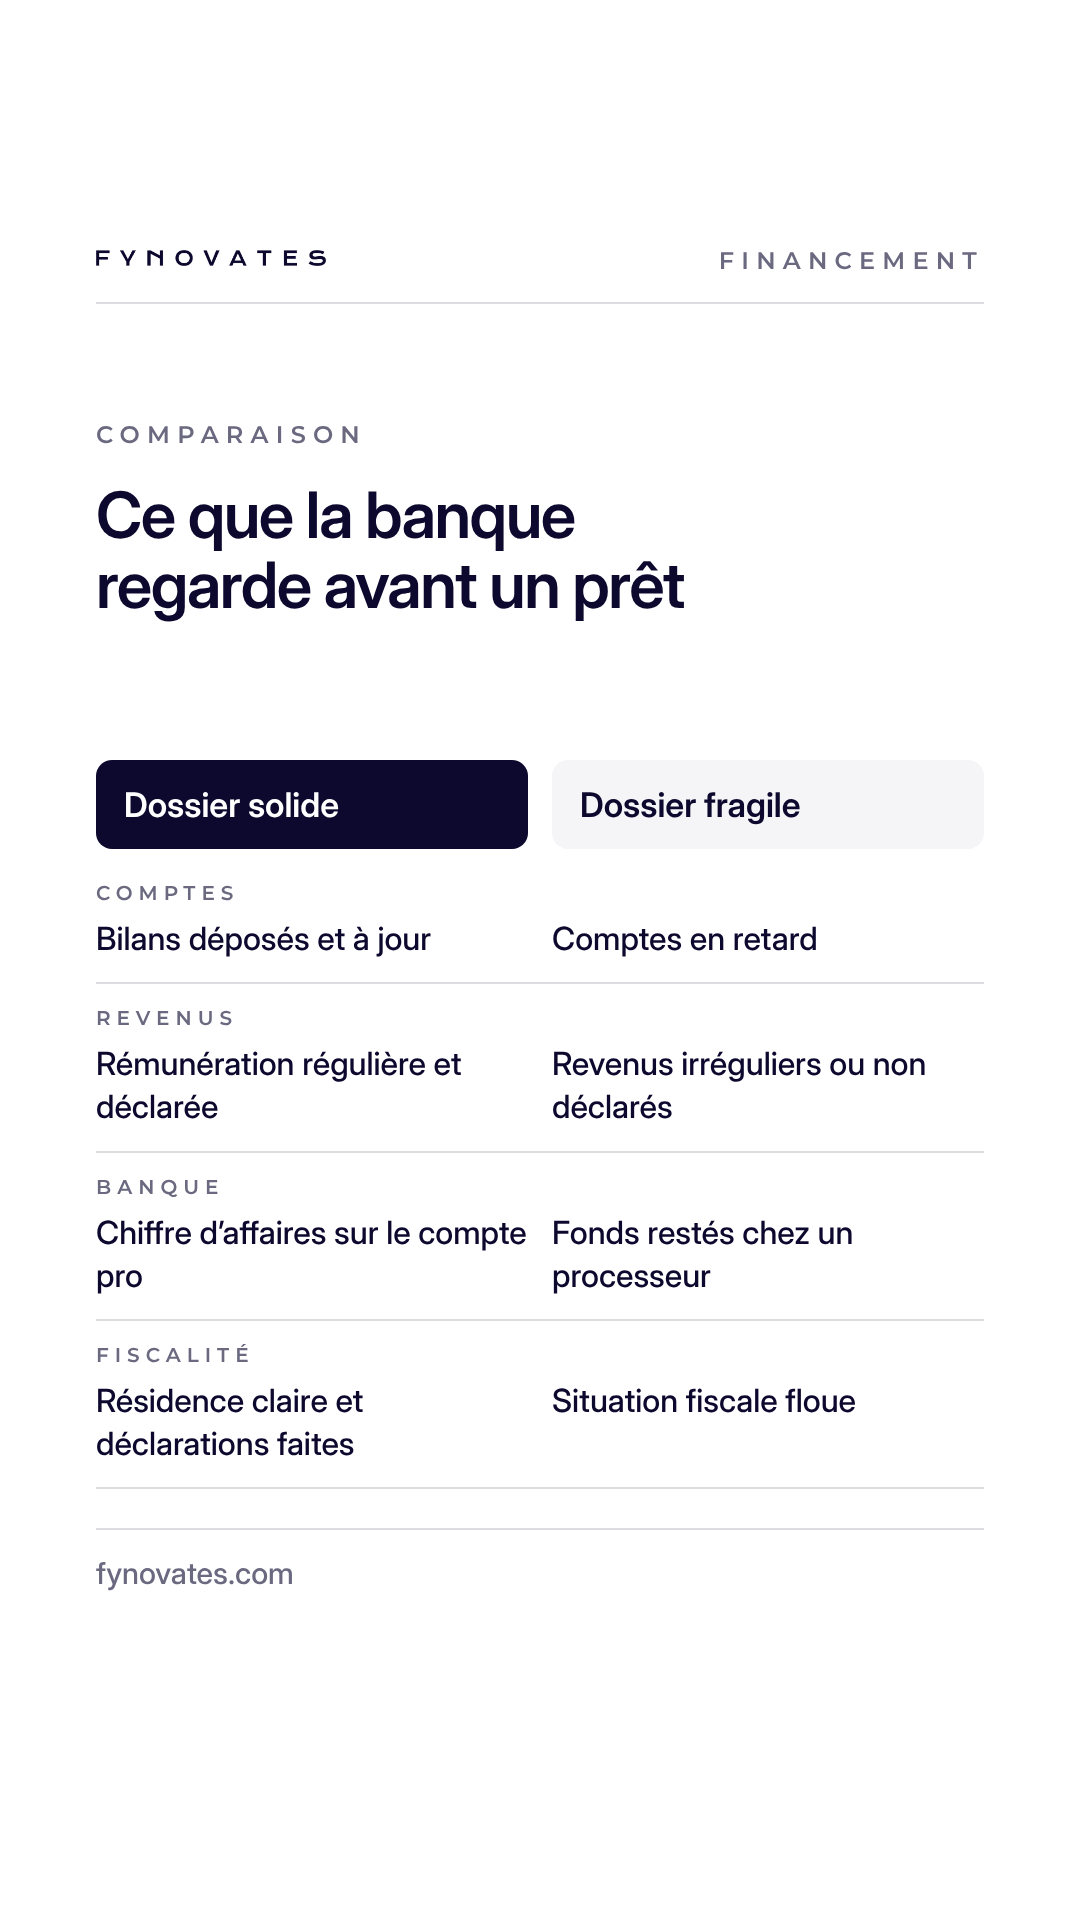 FYNOVATES
FINANCEMENT
COMPARAISON
Ce que la banque
regarde avant un prêt
Dossier solide
Dossier fragile
COMPTES
Bilans déposés et à jour
Comptes en retard
REVENUS
Rémunération régulière et
déclarée
Revenus irréguliers ou non
déclarés
BANQUE
Chiffre d’affaires sur le compte
pro
Fonds restés chez un
processeur
FISCALITÉ
Résidence claire et
déclarations faites
Situation fiscale floue
fynovates.com